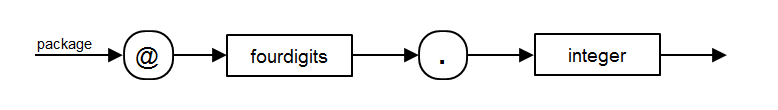 package
@ fourdigits . integer